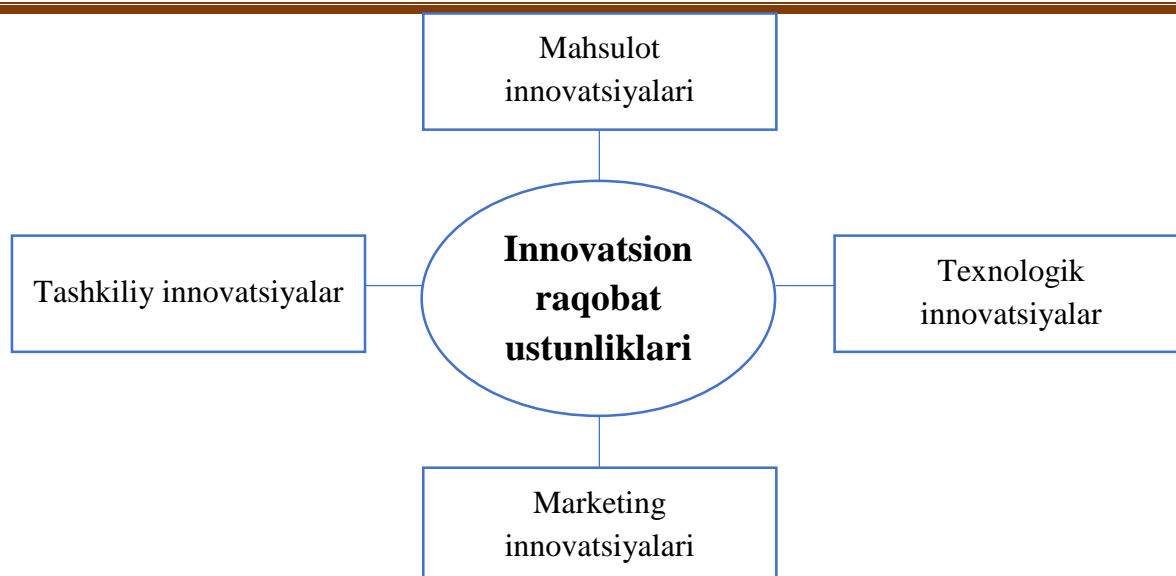 Mahsulot
innovatsiyalari
Tashkiliy innovatsiyalar
Innovatsion
raqobat
ustunliklari
Texnologik
innovatsiyalar
Marketing
innovatsiyalari